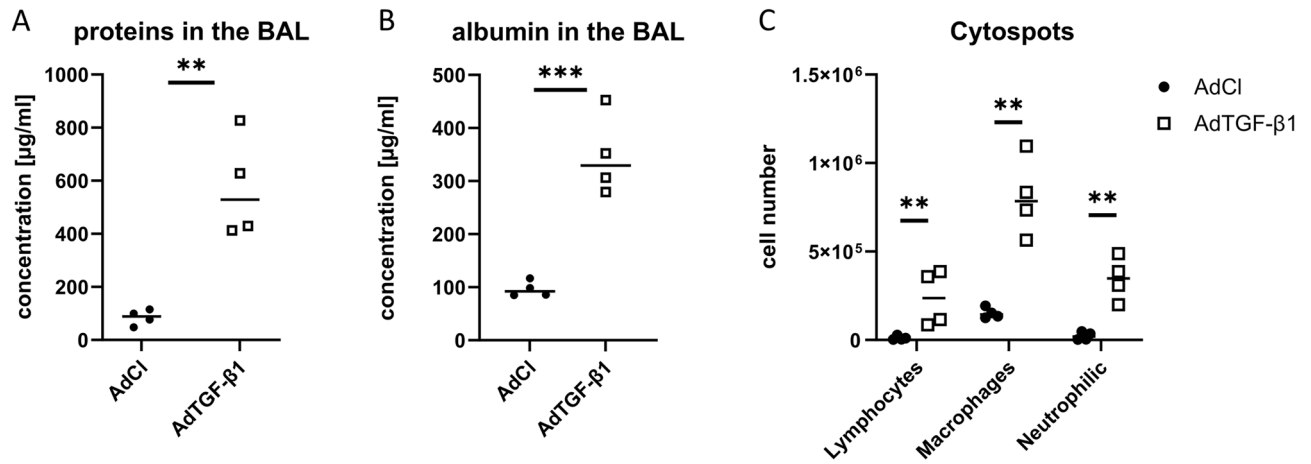 A
proteins in the BAL
concentration [µg/ml]
1000
800
600
400
200
0
**
AdCl
AdTGF-β1
B
albumin in the BAL
concentration [µg/ml]
500
400
300
200
100
0
***
AdCl
AdTGF-β1
C
Cytospots
cell number
1.5×10⁶
1×10⁶
5×10⁵
0
**
**
**
Lymphocytes
Macrophages
Neutrophilic
AdCl
AdTGF-β1